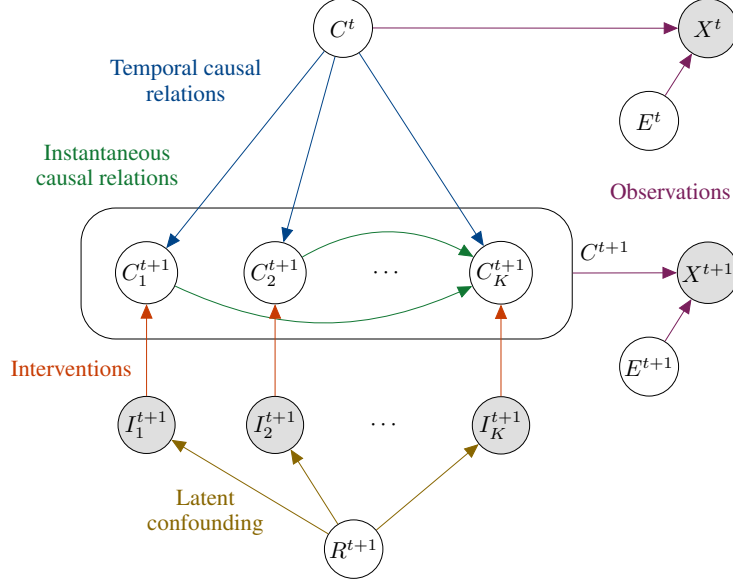 C^t
X^t
Temporal causal
relations
E^t
Instantaneous
causal relations
Observations
C_1^{t+1}
C_2^{t+1}
...
C_K^{t+1}
C^{t+1}
X^{t+1}
Interventions
E^{t+1}
I_1^{t+1}
I_2^{t+1}
...
I_K^{t+1}
Latent
confounding
R^{t+1}